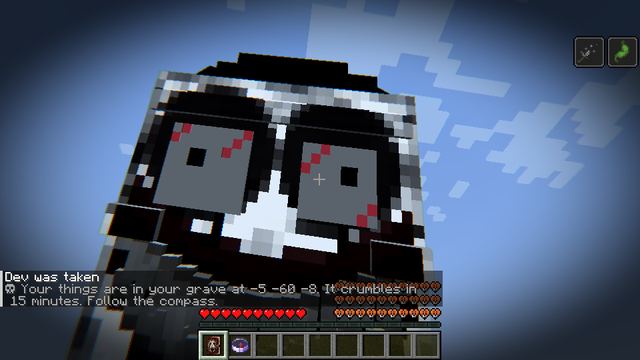 Dev was taken
☠ Your things are in your grave at -5 -60 -8. It crumbles in
15 minutes. Follow the compass.